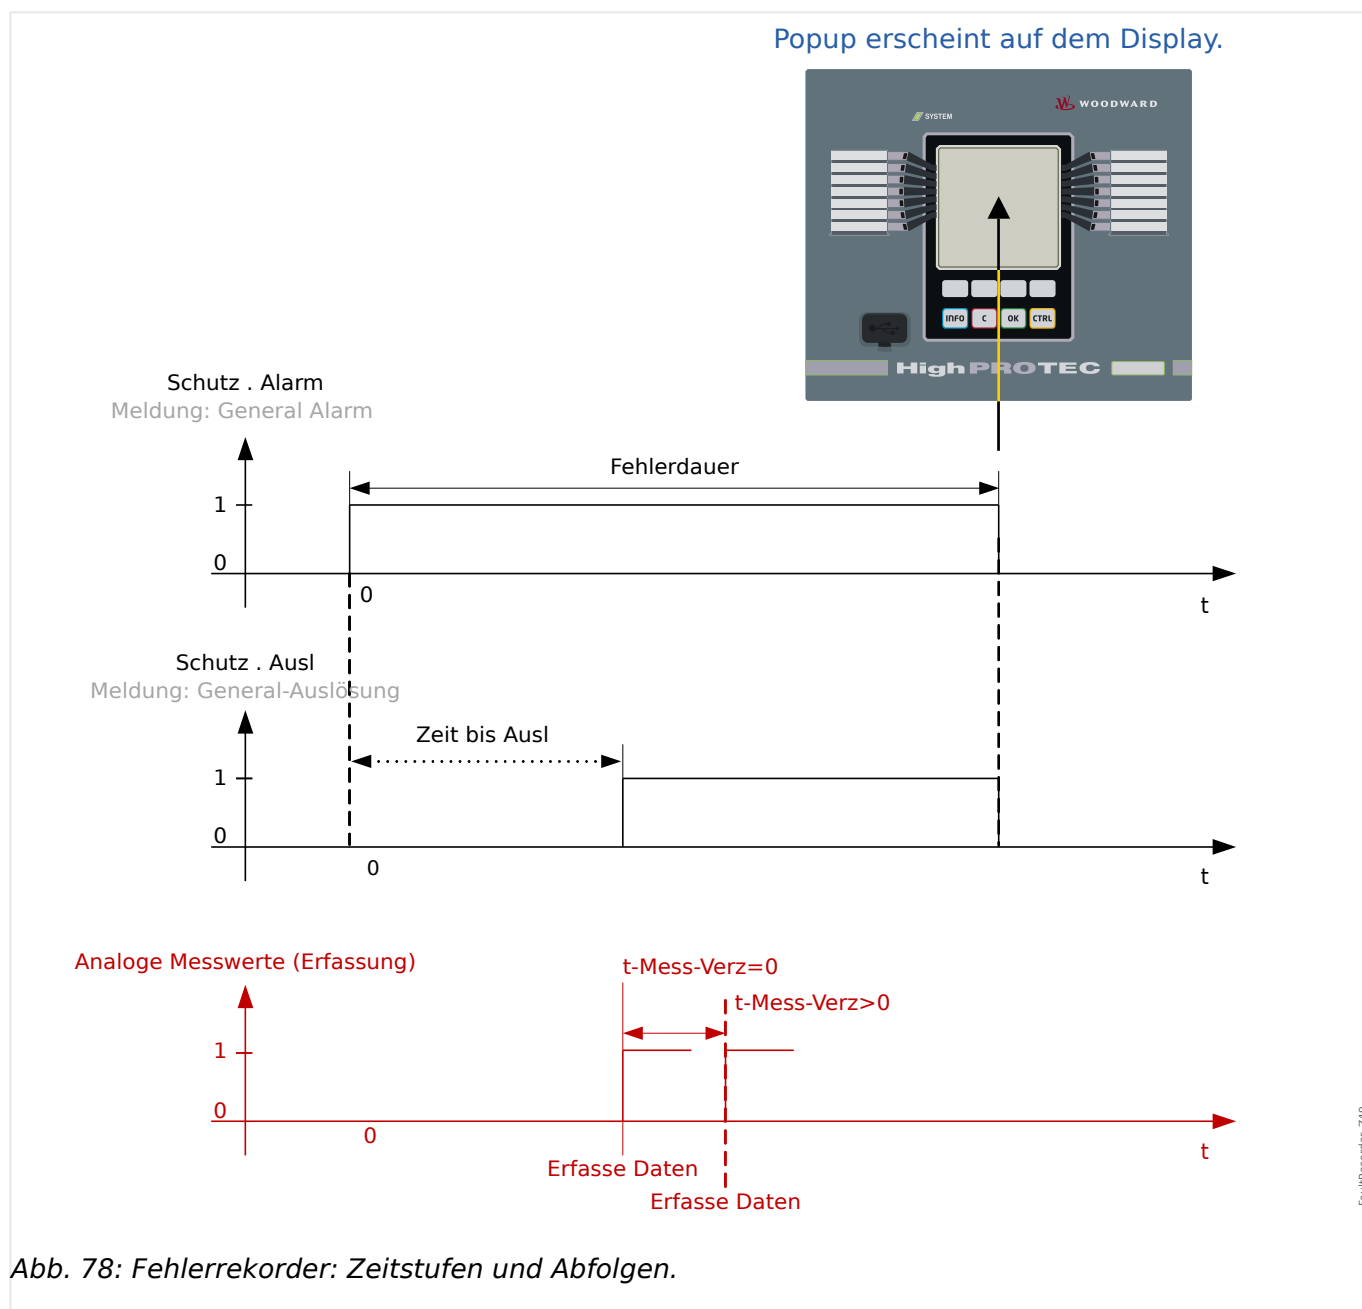 Popup erscheint auf dem Display.
WOODWARD
SYSTEM
INFO C OK CTRL
HighPROTEC
Schutz . Alarm
Meldung: General Alarm
Fehlerdauer
1
0
0
t
Schutz . Ausl
Meldung: General-Auslösung
Zeit bis Ausl
1
0
0
t
Analoge Messwerte (Erfassung)
t-Mess-Verz=0
t-Mess-Verz>0
1
0
0
t
Erfasse Daten
Erfasse Daten
Abb. 78: Fehlerrekorder: Zeitstufen und Abfolgen.